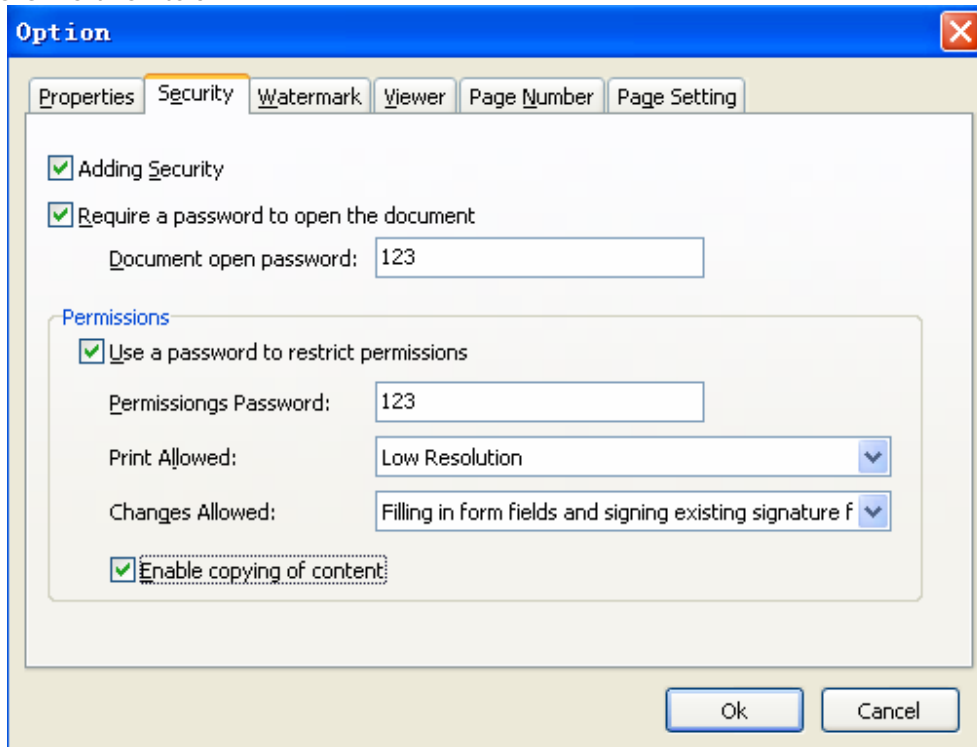 Option
Properties Security Watermark Viewer Page Number Page Setting
Adding Security
Require a password to open the document
Document open password: 123
Permissions
Use a password to restrict permissions
Permissiongs Password: 123
Print Allowed: Low Resolution
Changes Allowed: Filling in form fields and signing existing signature f
Enable copying of content
Ok Cancel